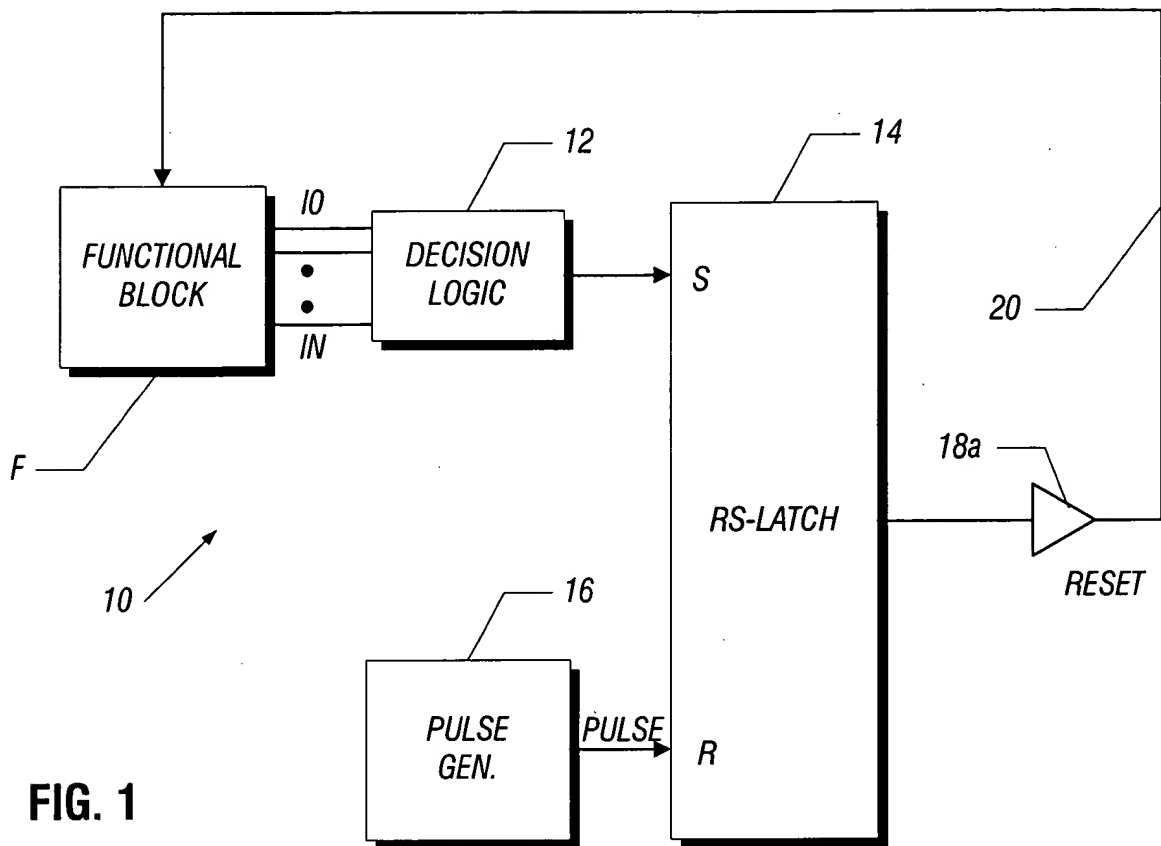 12
14
I0
FUNCTIONAL
BLOCK
DECISION
LOGIC
S
IN
20
F
18a
RS-LATCH
RESET
10
16
PULSE
GEN.
PULSE
R
FIG. 1